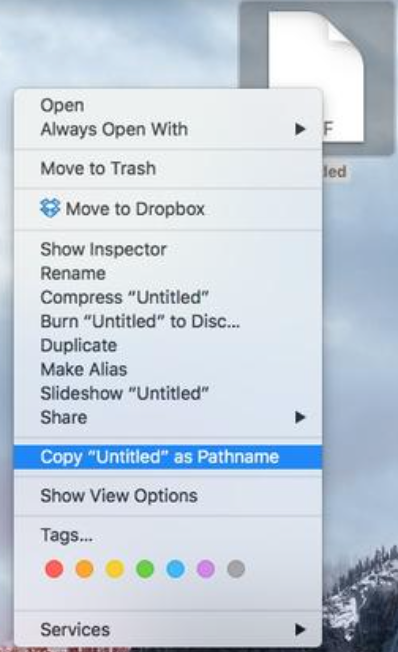 F
led
Open
Always Open With
Move to Trash
Move to Dropbox
Show Inspector
Rename
Compress “Untitled”
Burn “Untitled” to Disc...
Duplicate
Make Alias
Slideshow “Untitled”
Share
Copy “Untitled” as Pathname
Show View Options
Tags...
Services